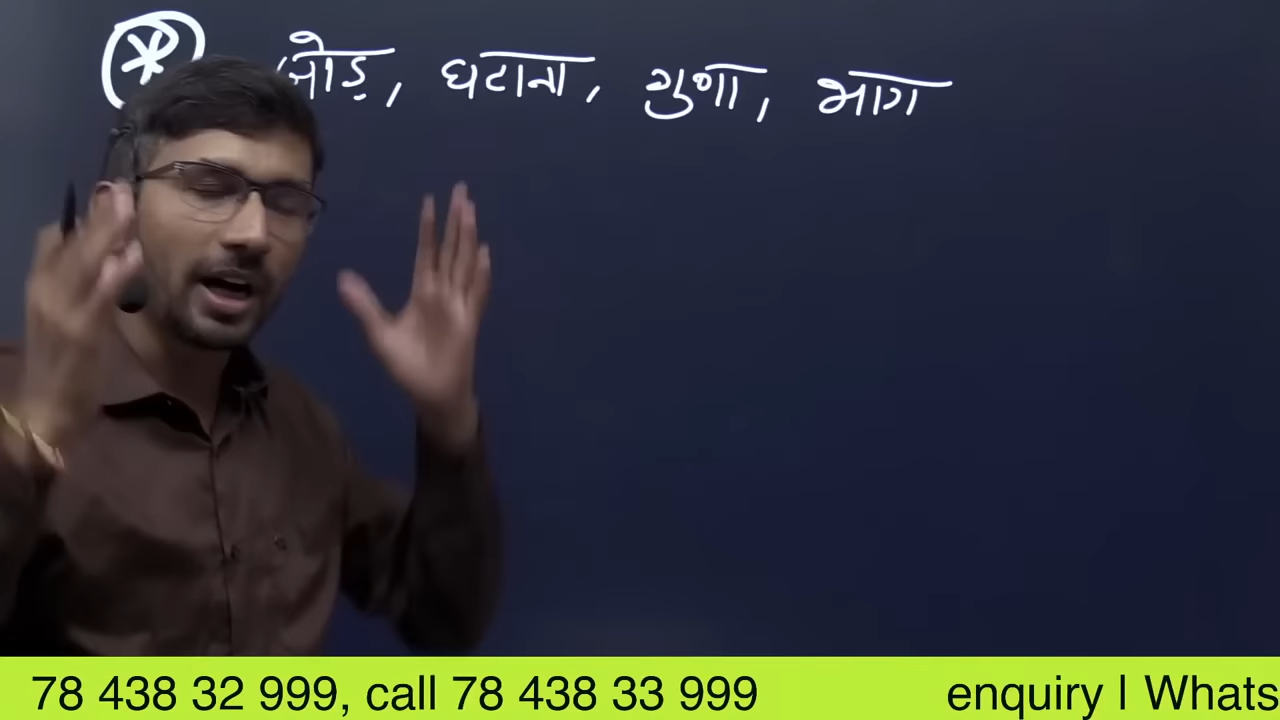 जोड़, घटाना, गुणा, भाग
78 438 32 999, call 78 438 33 999 enquiry | Whats